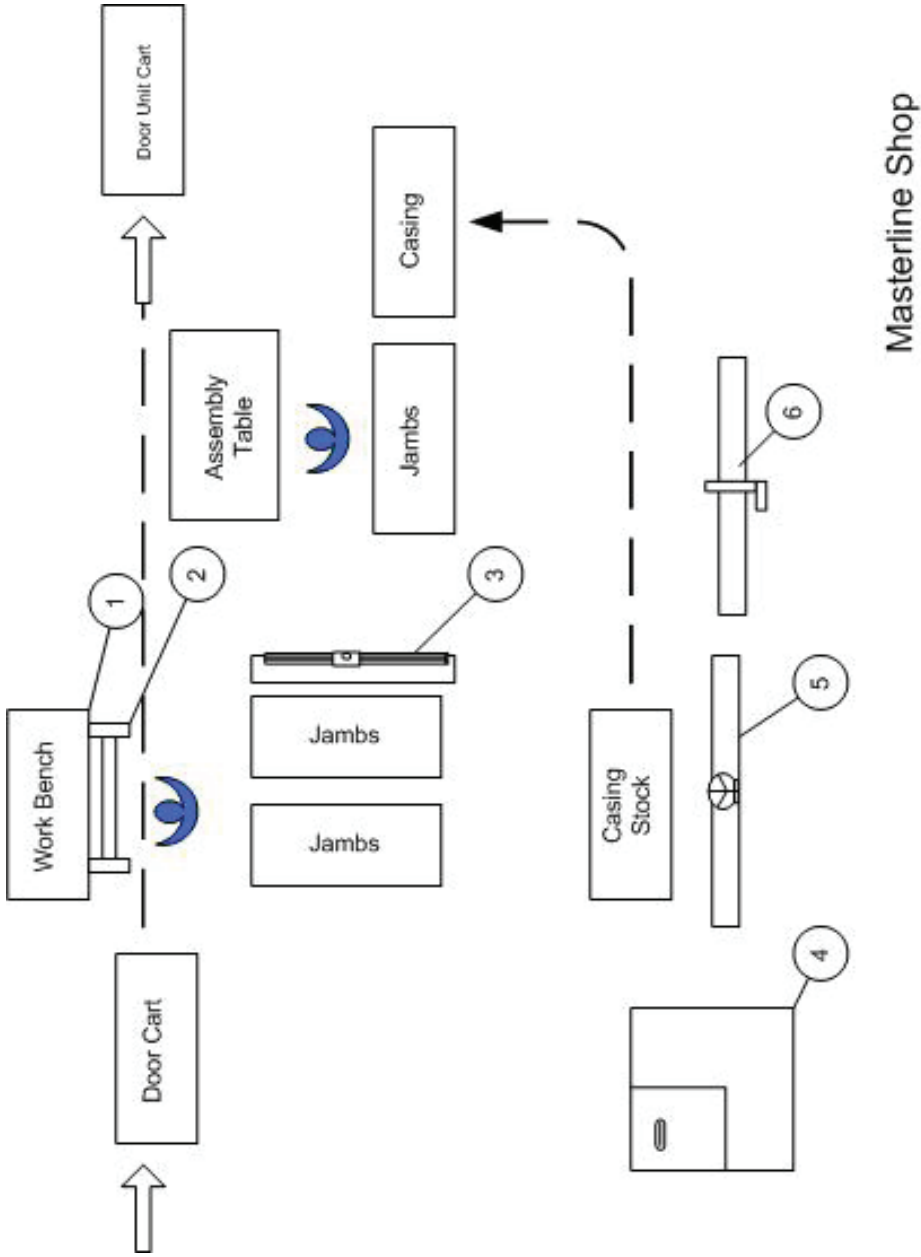 Work Bench
1
2
Door Cart
Jambs
Jambs
3
Assembly
Table
Door Unit Cart
Jambs
Casing
Casing
Stock
4
5
6
Masterline Shop